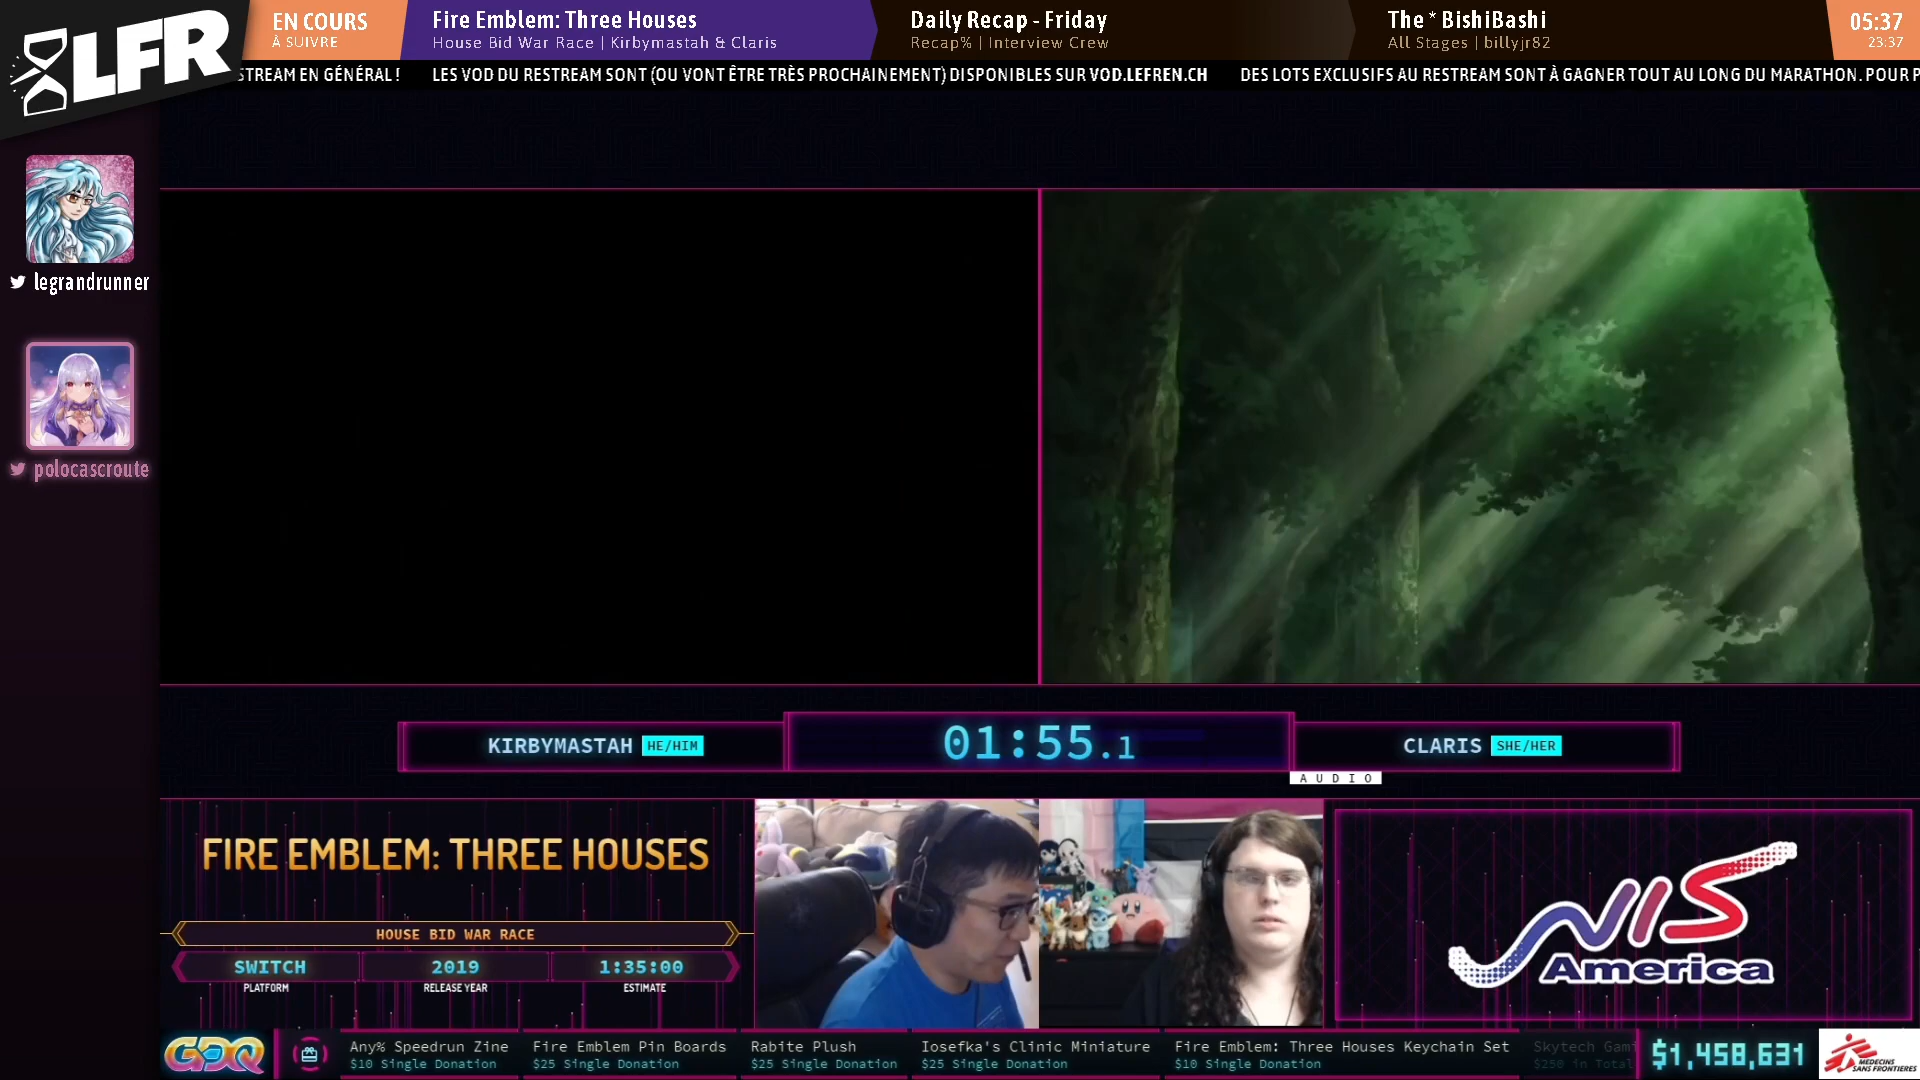 LFR
EN COURS
À SUIVRE
Fire Emblem: Three Houses
House Bid War Race | Kirbymastah & Claris
Daily Recap - Friday
Recap% | Interview Crew
The * BishiBashi
All Stages | billyjr82
05:37
23:37
STREAM EN GÉNÉRAL ! LES VOD DU RESTREAM SONT (OU VONT ÊTRE TRÈS PROCHAINEMENT) DISPONIBLES SUR VOD.LEFREN.CH DES LOTS EXCLUSIFS AU RESTREAM SONT À GAGNER TOUT AU LONG DU MARATHON. POUR P
legrandrunner
polocascroute
KIRBYMASTAH HE/HIM
01:55.1
CLARIS SHE/HER
AUDIO
FIRE EMBLEM: THREE HOUSES
HOUSE BID WAR RACE
SWITCH 2019 1:35:00
PLATFORM RELEASE YEAR ESTIMATE
NIS
America
GDQ
Any% Speedrun Zine
$10 Single Donation
Fire Emblem Pin Boards
$25 Single Donation
Rabite Plush
$25 Single Donation
Iosefka's Clinic Miniature
$25 Single Donation
Fire Emblem: Three Houses Keychain Set
$10 Single Donation
Skytech Gami
$250 in Total
$1,458,631
MEDECINS
SANS FRONTIERES